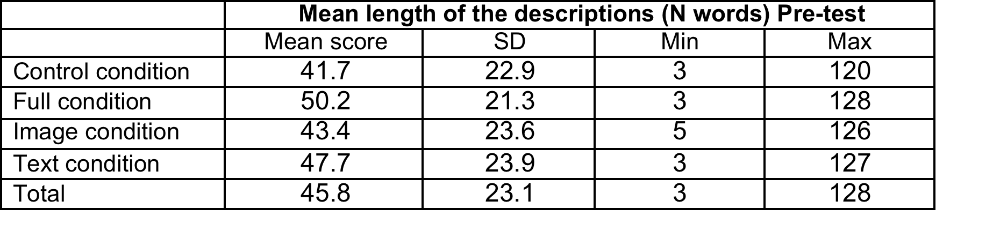 Mean length of the descriptions (N words) Pre-test
Mean score SD Min Max
Control condition 41.7 22.9 3 120
Full condition 50.2 21.3 3 128
Image condition 43.4 23.6 5 126
Text condition 47.7 23.9 3 127
Total 45.8 23.1 3 128